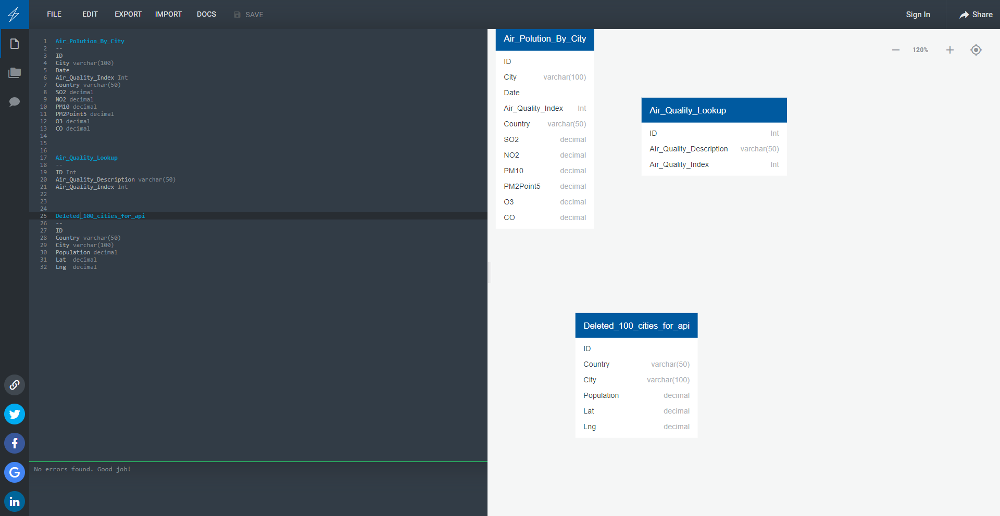 FILE EDIT EXPORT IMPORT DOCS SAVE Sign In Share
1 Air_Polution_By_City
2 --
3 ID
4 City varchar(100)
5 Date
6 Air_Quality_Index Int
7 Country varchar(50)
8 SO2 decimal
9 NO2 decimal
10 PM10 decimal
11 PM2Point5 decimal
12 O3 decimal
13 CO decimal
14
15
16
17 Air_Quality_Lookup
18 --
19 ID Int
20 Air_Quality_Description varchar(50)
21 Air_Quality_Index Int
22
23
24
25 Deleted_100_cities_for_api
26 --
27 ID
28 Country varchar(50)
29 City varchar(100)
30 Population decimal
31 Lat  decimal
32 Lng  decimal
No errors found. Good job!
Air_Polution_By_City
ID
City varchar(100)
Date
Air_Quality_Index Int
Country varchar(50)
SO2 decimal
NO2 decimal
PM10 decimal
PM2Point5 decimal
O3 decimal
CO decimal
120%
Air_Quality_Lookup
ID Int
Air_Quality_Description varchar(50)
Air_Quality_Index Int
Deleted_100_cities_for_api
ID
Country varchar(50)
City varchar(100)
Population decimal
Lat decimal
Lng decimal
f
G
in